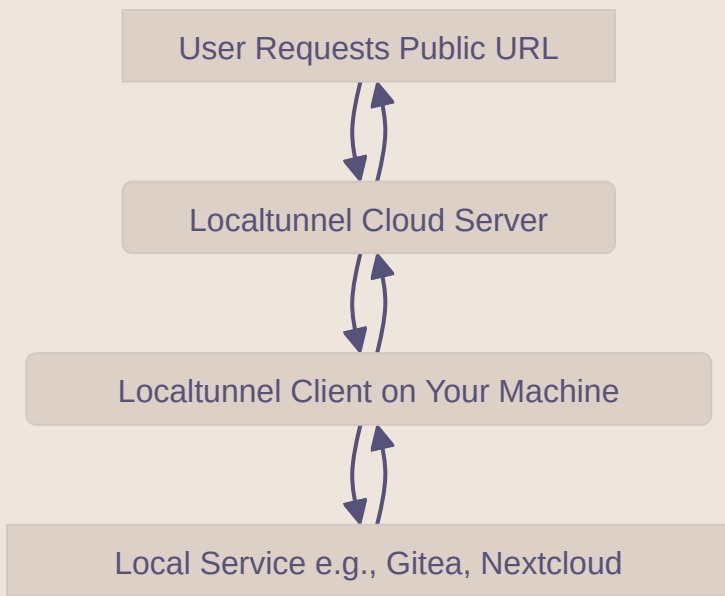 User Requests Public URL
Localtunnel Cloud Server
Localtunnel Client on Your Machine
Local Service e.g., Gitea, Nextcloud